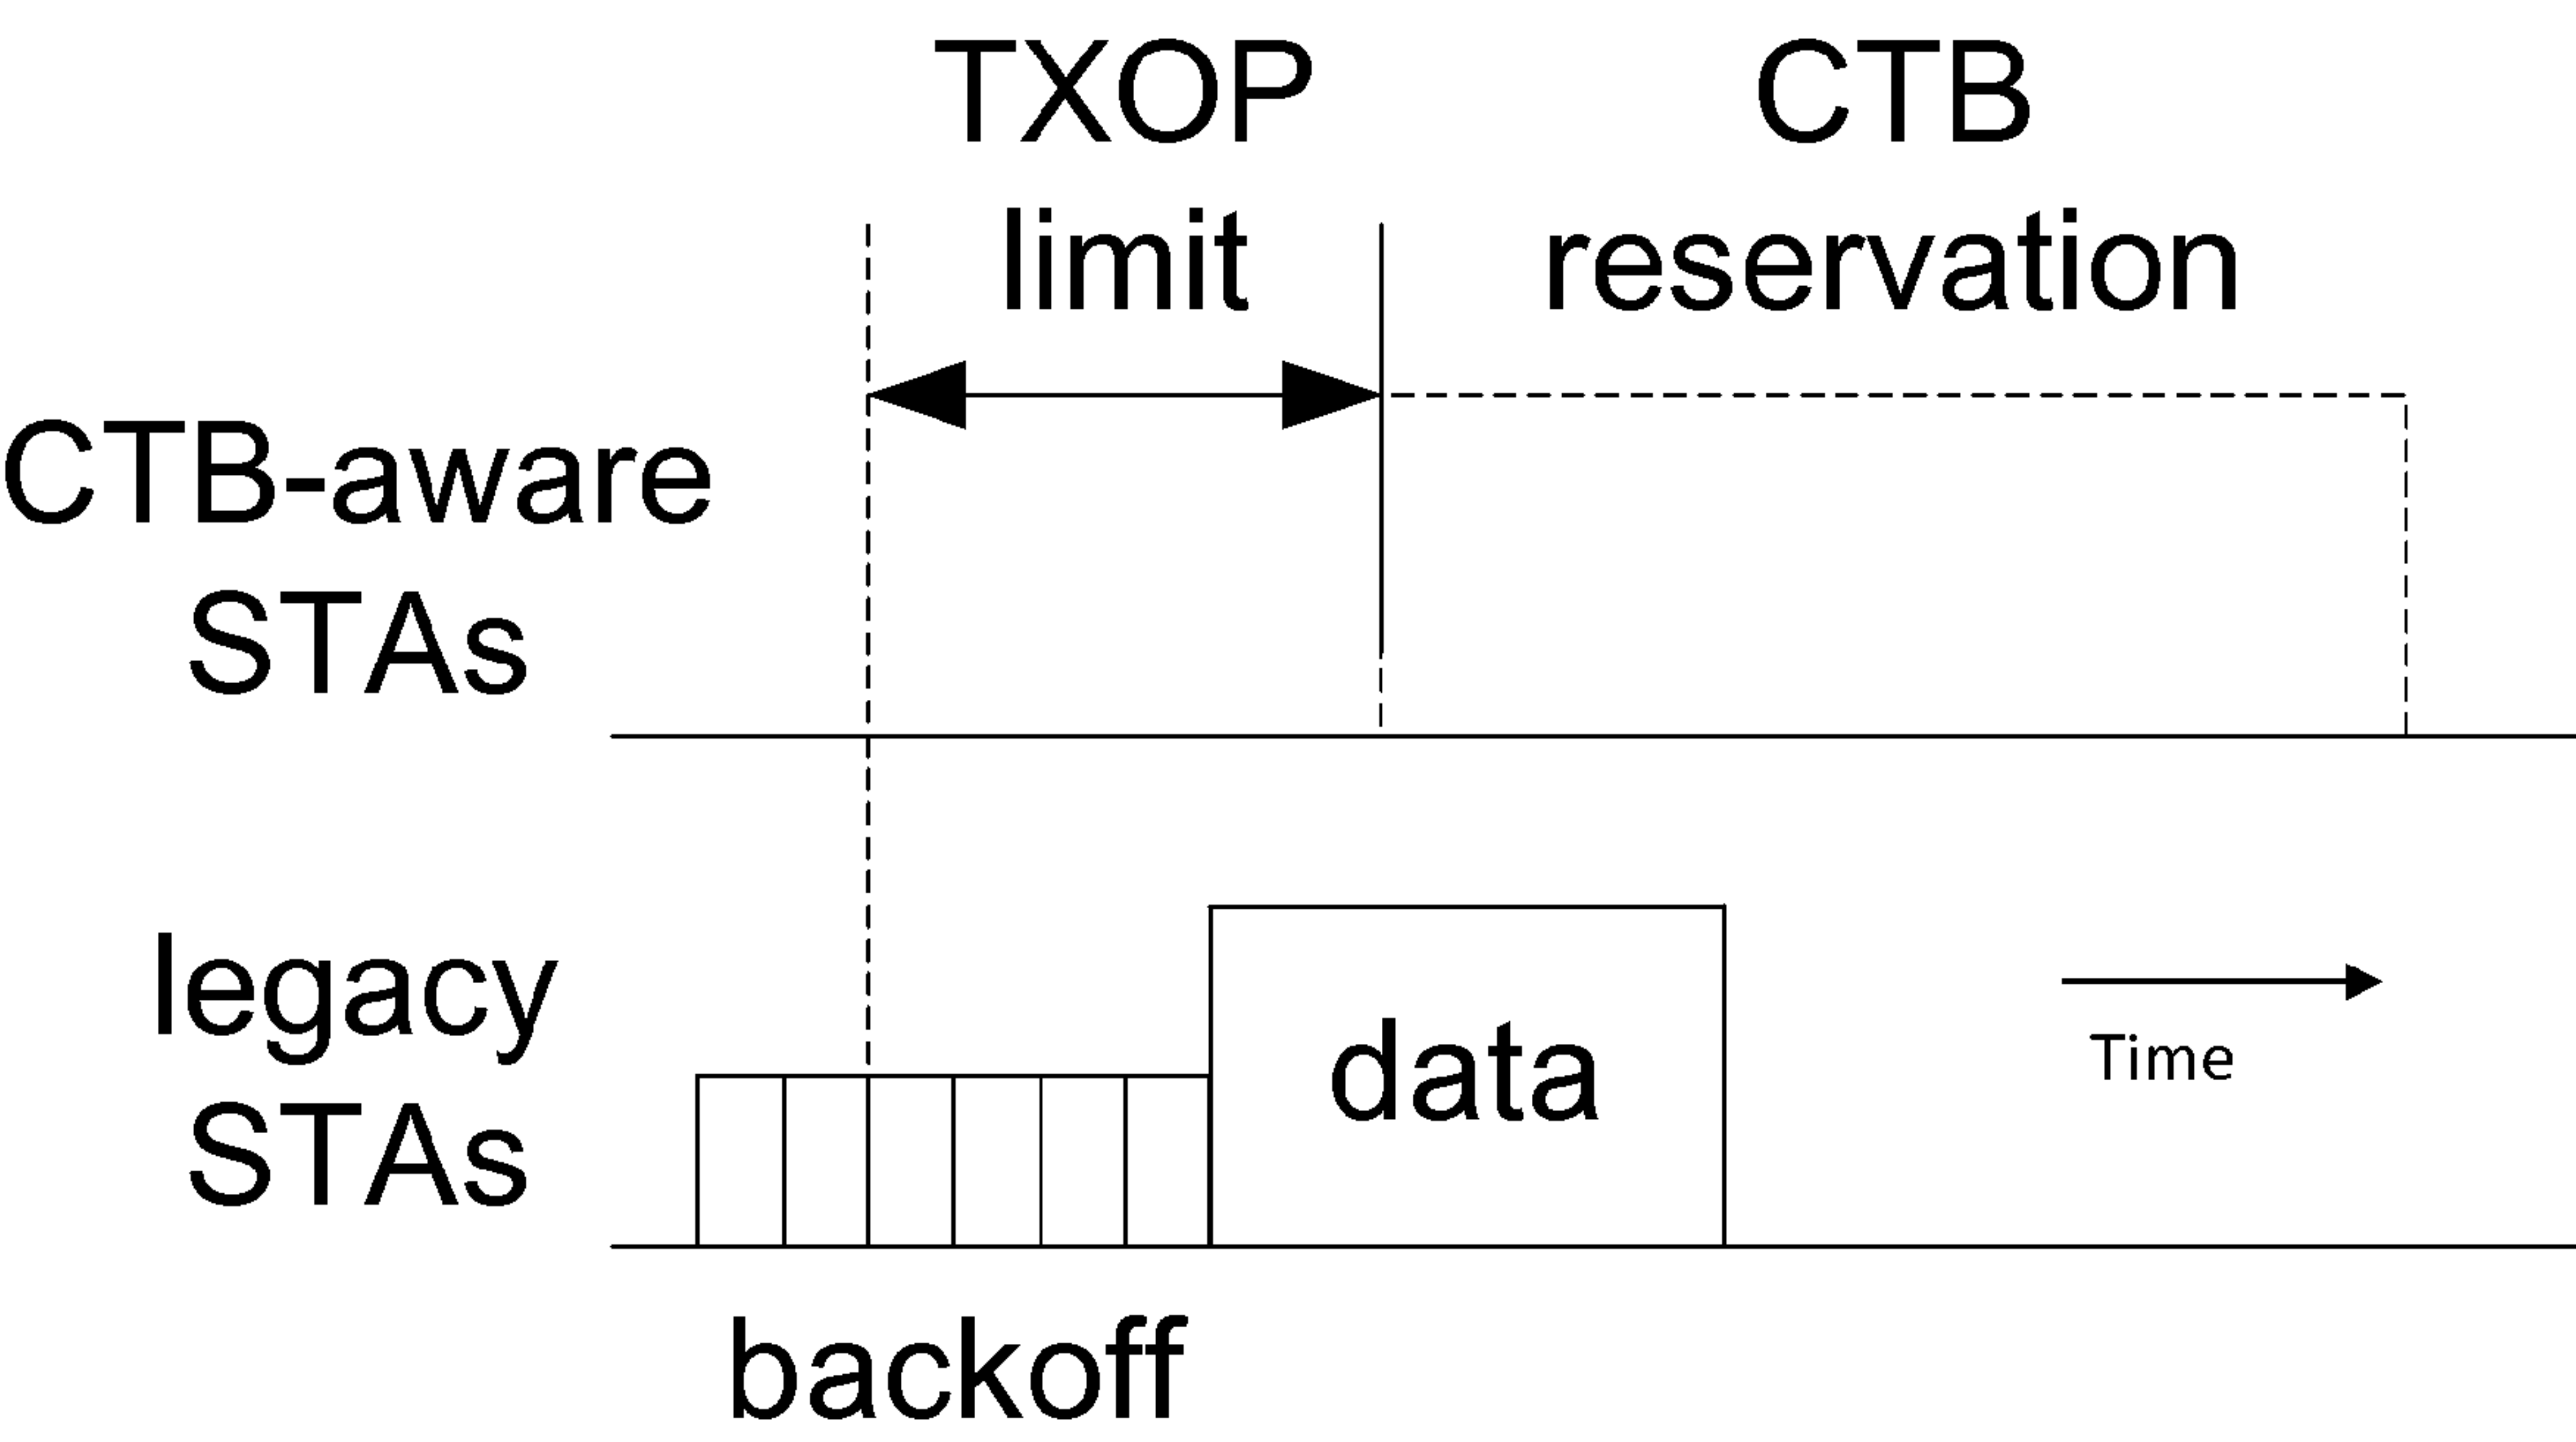 TXOP
limit
CTB
reservation
CTB-aware
STAs
legacy
STAs
data
Time
backoff